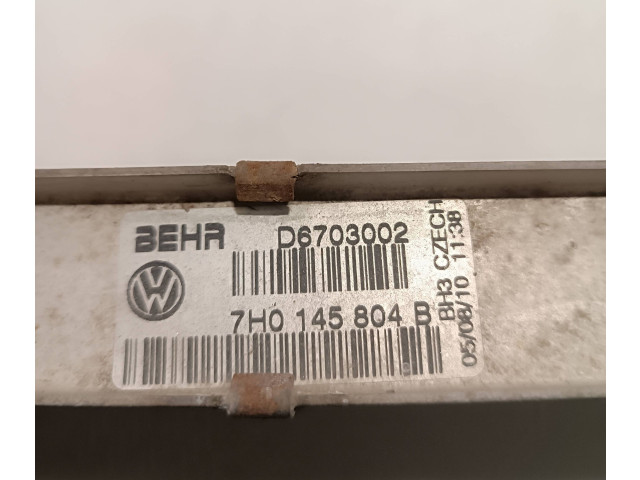 BEHR D6703002
7H0 145 804 B
BH3 CZECH
05/08/10 11:38